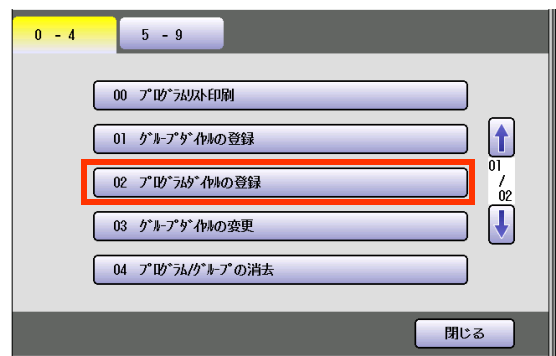 0 - 4
5 - 9
00 ﾌﾟﾛｸﾞﾗﾑﾘｽﾄ印刷
01 ｸﾞﾙｰﾌﾟﾀﾞｲﾔﾙの登録
02 ﾌﾟﾛｸﾞﾗﾑﾀﾞｲﾔﾙの登録
03 ｸﾞﾙｰﾌﾟﾀﾞｲﾔﾙの変更
04 ﾌﾟﾛｸﾞﾗﾑ/ｸﾞﾙｰﾌﾟの消去
01
/
02
閉じる